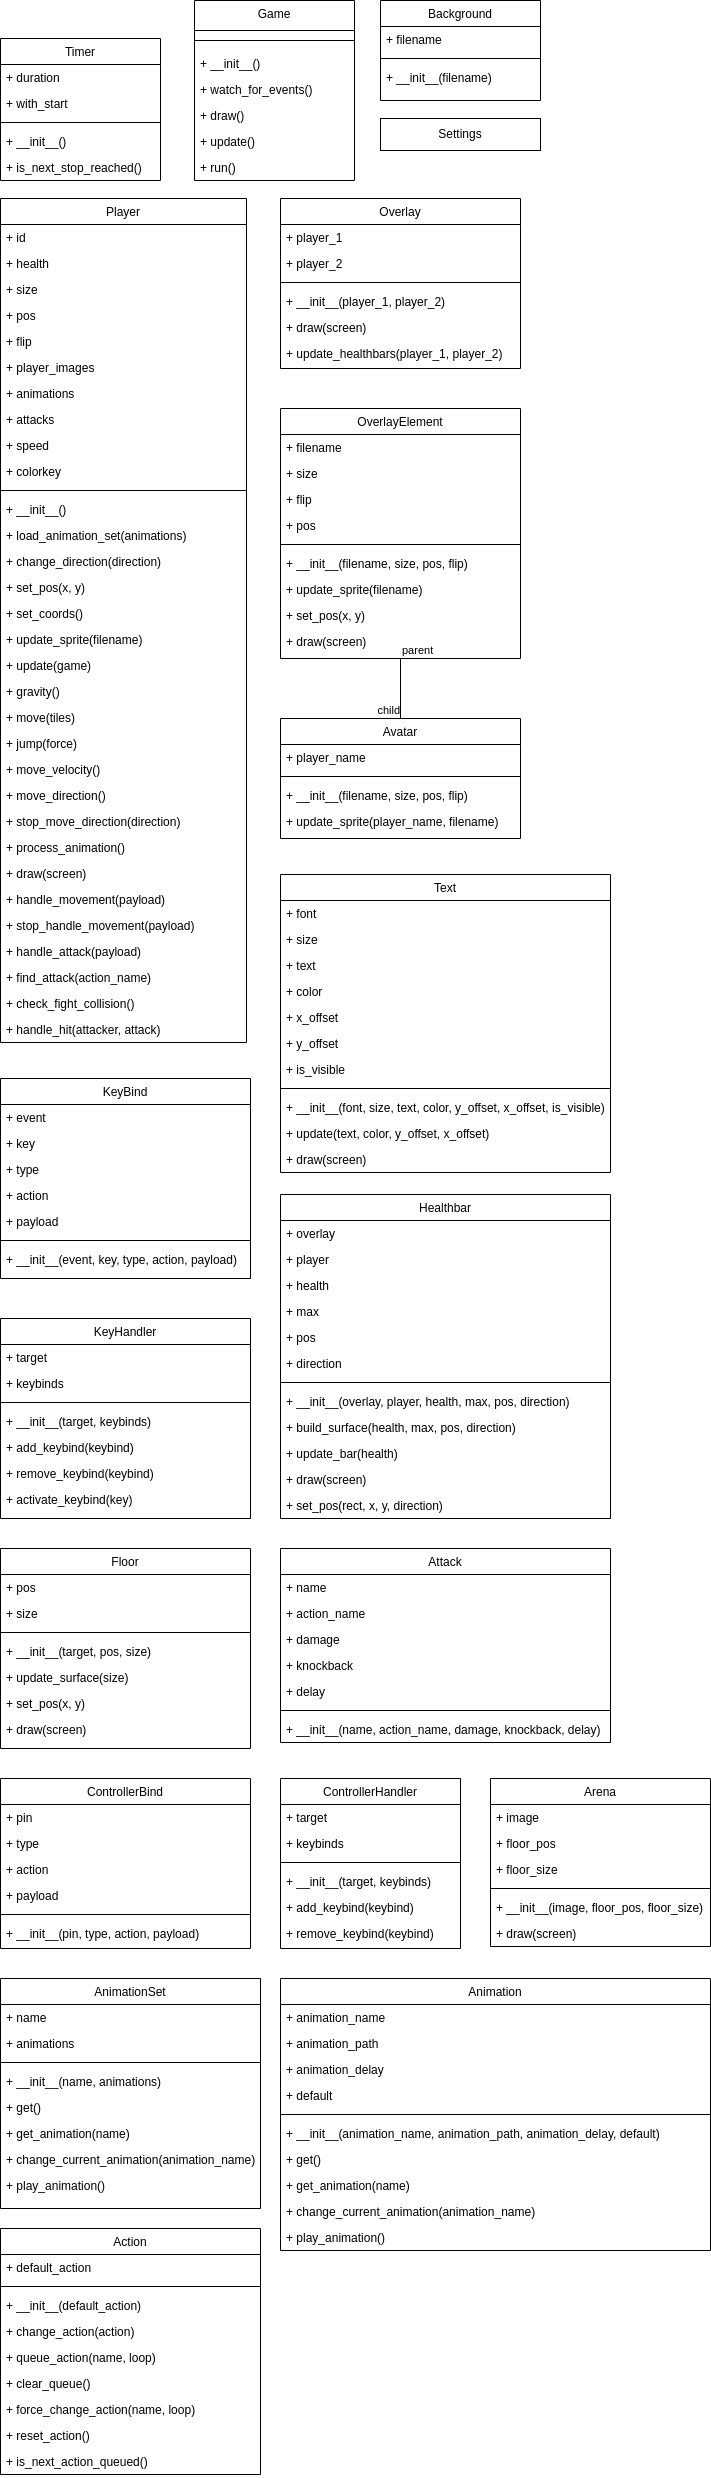 Timer
+ duration
+ with_start
+ __init__()
+ is_next_stop_reached()
Game
+ __init__()
+ watch_for_events()
+ draw()
+ update()
+ run()
Background
+ filename
+ __init__(filename)
Settings
Player
+ id
+ health
+ size
+ pos
+ flip
+ player_images
+ animations
+ attacks
+ speed
+ colorkey
+ __init__()
+ load_animation_set(animations)
+ change_direction(direction)
+ set_pos(x, y)
+ set_coords()
+ update_sprite(filename)
+ update(game)
+ gravity()
+ move(tiles)
+ jump(force)
+ move_velocity()
+ move_direction()
+ stop_move_direction(direction)
+ process_animation()
+ draw(screen)
+ handle_movement(payload)
+ stop_handle_movement(payload)
+ handle_attack(payload)
+ find_attack(action_name)
+ check_fight_collision()
+ handle_hit(attacker, attack)
Overlay
+ player_1
+ player_2
+ __init__(player_1, player_2)
+ draw(screen)
+ update_healthbars(player_1, player_2)
OverlayElement
+ filename
+ size
+ flip
+ pos
+ __init__(filename, size, pos, flip)
+ update_sprite(filename)
+ set_pos(x, y)
+ draw(screen)
parent
child
Avatar
+ player_name
+ __init__(filename, size, pos, flip)
+ update_sprite(player_name, filename)
Text
+ font
+ size
+ text
+ color
+ x_offset
+ y_offset
+ is_visible
+ __init__(font, size, text, color, y_offset, x_offset, is_visible)
+ update(text, color, y_offset, x_offset)
+ draw(screen)
KeyBind
+ event
+ key
+ type
+ action
+ payload
+ __init__(event, key, type, action, payload)
Healthbar
+ overlay
+ player
+ health
+ max
+ pos
+ direction
+ __init__(overlay, player, health, max, pos, direction)
+ build_surface(health, max, pos, direction)
+ update_bar(health)
+ draw(screen)
+ set_pos(rect, x, y, direction)
KeyHandler
+ target
+ keybinds
+ __init__(target, keybinds)
+ add_keybind(keybind)
+ remove_keybind(keybind)
+ activate_keybind(key)
Floor
+ pos
+ size
+ __init__(target, pos, size)
+ update_surface(size)
+ set_pos(x, y)
+ draw(screen)
Attack
+ name
+ action_name
+ damage
+ knockback
+ delay
+ __init__(name, action_name, damage, knockback, delay)
ControllerBind
+ pin
+ type
+ action
+ payload
+ __init__(pin, type, action, payload)
ControllerHandler
+ target
+ keybinds
+ __init__(target, keybinds)
+ add_keybind(keybind)
+ remove_keybind(keybind)
Arena
+ image
+ floor_pos
+ floor_size
+ __init__(image, floor_pos, floor_size)
+ draw(screen)
AnimationSet
+ name
+ animations
+ __init__(name, animations)
+ get()
+ get_animation(name)
+ change_current_animation(animation_name)
+ play_animation()
Animation
+ animation_name
+ animation_path
+ animation_delay
+ default
+ __init__(animation_name, animation_path, animation_delay, default)
+ get()
+ get_animation(name)
+ change_current_animation(animation_name)
+ play_animation()
Action
+ default_action
+ __init__(default_action)
+ change_action(action)
+ queue_action(name, loop)
+ clear_queue()
+ force_change_action(name, loop)
+ reset_action()
+ is_next_action_queued()